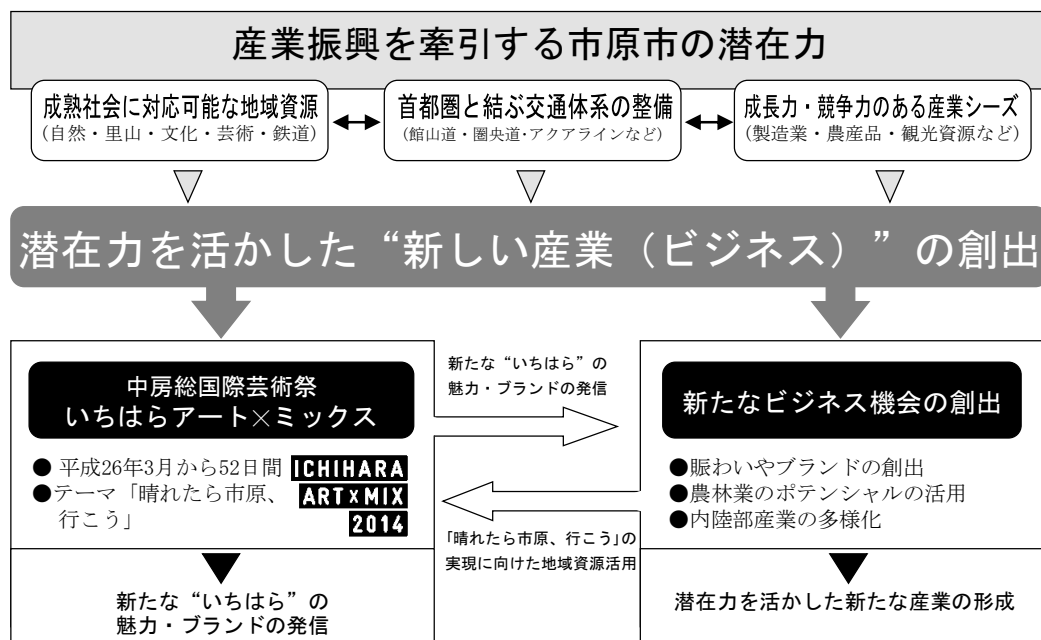 産業振興を牽引する市原市の潜在力
成熟社会に対応可能な地域資源
(自然・里山・文化・芸術・鉄道)
首都圏と結ぶ交通体系の整備
(館山道・圏央道・アクアラインなど)
成長力・競争力のある産業シーズ
(製造業・農産品・観光資源など)
潜在力を活かした“新しい産業(ビジネス)”の創出
中房総国際芸術祭
いちはらアート×ミックス
● 平成26年3月から52日間
●テーマ「晴れたら市原、
行こう」
ICHIHARA
ART×MIX
2014
新たな“いちはら”の
魅力・ブランドの発信
「晴れたら市原、行こう」の
実現に向けた地域資源活用
新たなビジネス機会の創出
●賑わいやブランドの創出
●農林業のポテンシャルの活用
●内陸部産業の多様化
新たな“いちはら”の
魅力・ブランドの発信
潜在力を活かした新たな産業の形成